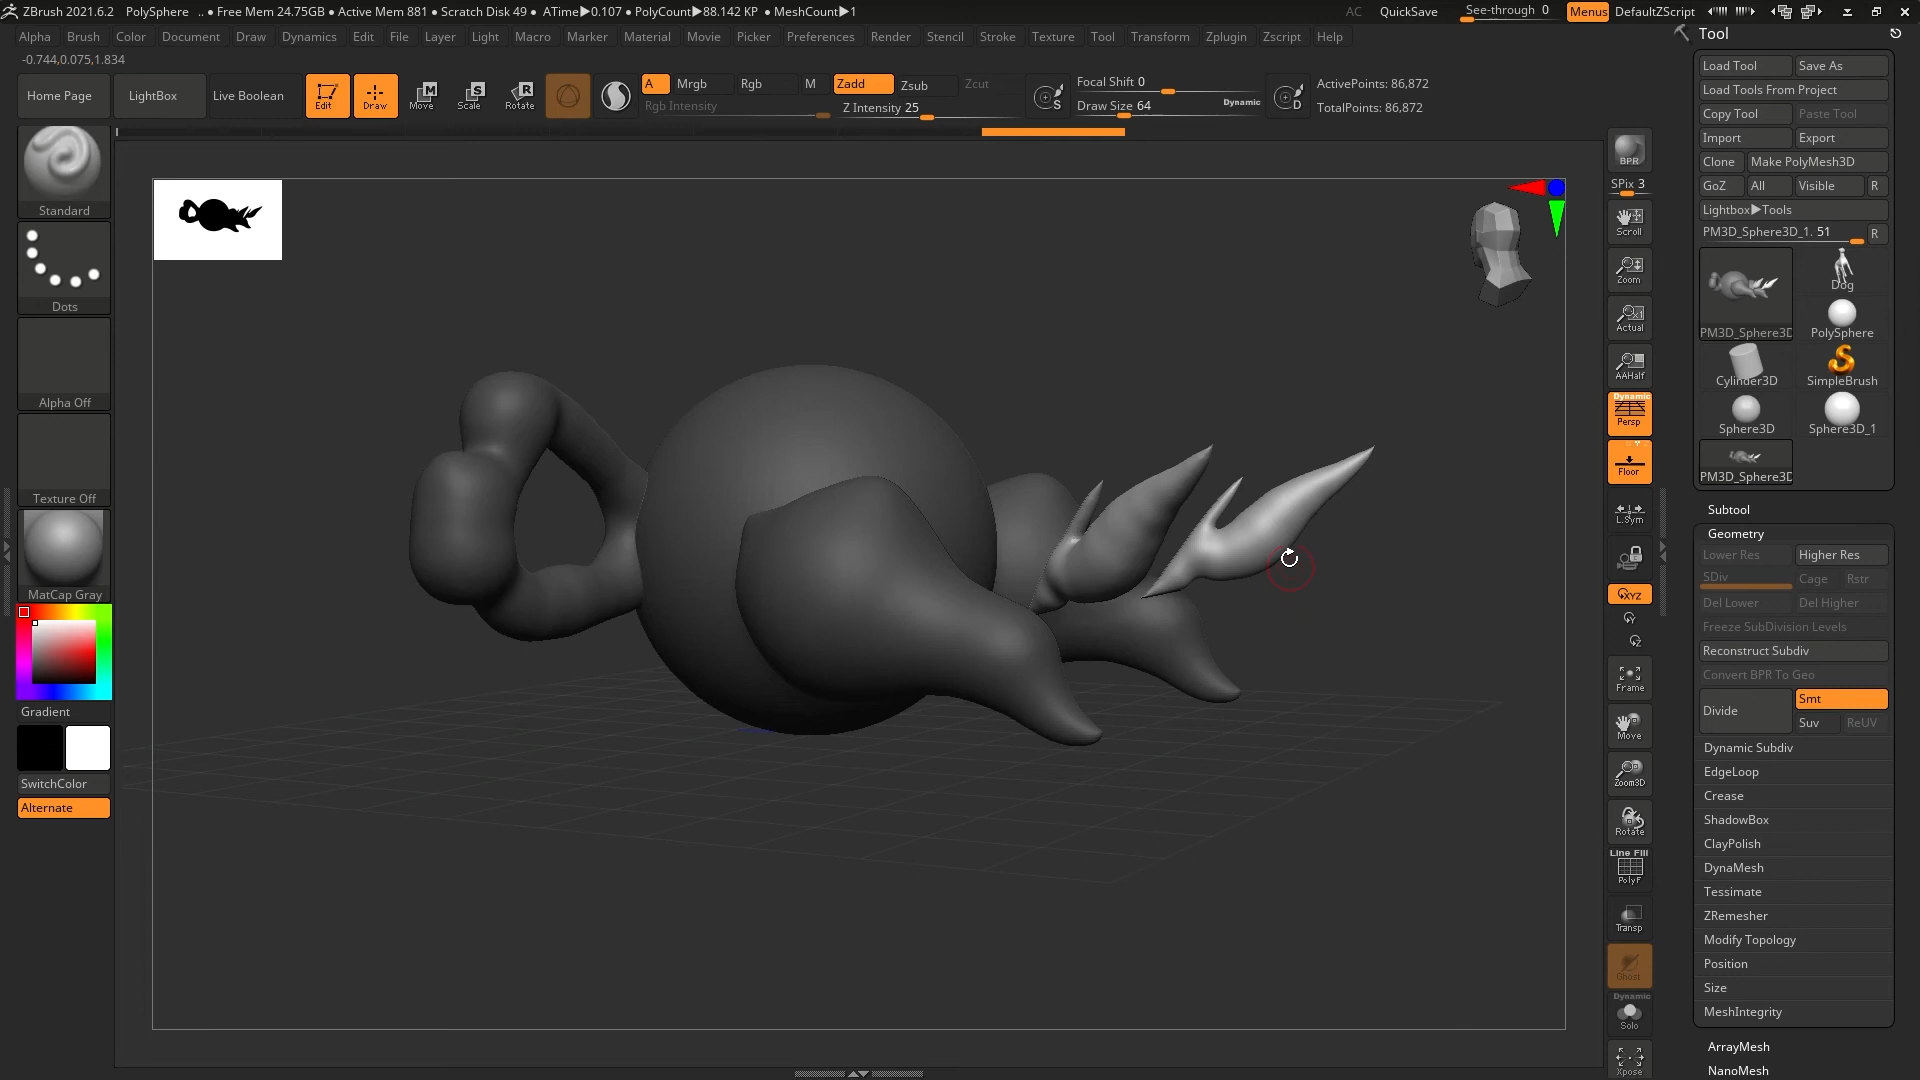 ZBrush 2021.6.2 PolySphere .. • Free Mem 24.75GB • Active Mem 881 • Scratch Disk 49 • ATime▶0.107 • PolyCount▶88.142 KP • MeshCount▶1 AC QuickSave See-through 0 Menus DefaultZScript
Alpha Brush Color Document Draw Dynamics Edit File Layer Light Macro Marker Material Movie Picker Preferences Render Stencil Stroke Texture Tool Transform Zplugin Zscript Help
-0.744,0.075,1.834
Home Page LightBox Live Boolean Edit Draw Move Scale Rotate
A Mrgb Rgb M Zadd Zsub Zcut
Rgb Intensity Z Intensity 25
S Focal Shift 0
Draw Size 64 Dynamic D
ActivePoints: 86,872
TotalPoints: 86,872
Standard
Dots
Alpha Off
Texture Off
MatCap Gray
Gradient
SwitchColor
Alternate
BPR
SPix 3
Scroll
Zoom
Actual
AAHalf
Dynamic
Persp
Floor
L.Sym
XYZ
Y
Z
Frame
Move
Zoom3D
Rotate
Line Fill
PolyF
Transp
Ghost
Dynamic
Solo
Xpose
Tool
Load Tool Save As
Load Tools From Project
Copy Tool Paste Tool
Import Export
Clone Make PolyMesh3D
GoZ All Visible R
Lightbox▶Tools
PM3D_Sphere3D_1. 51 R
Dog
PM3D_Sphere3D PolySphere
Cylinder3D SimpleBrush
Sphere3D Sphere3D_1
PM3D_Sphere3D
Subtool
Geometry
Lower Res Higher Res
SDiv Cage Rstr
Del Lower Del Higher
Freeze SubDivision Levels
Reconstruct Subdiv
Convert BPR To Geo
Divide Smt
Suv ReUV
Dynamic Subdiv
EdgeLoop
Crease
ShadowBox
ClayPolish
DynaMesh
Tessimate
ZRemesher
Modify Topology
Position
Size
MeshIntegrity
ArrayMesh
NanoMesh